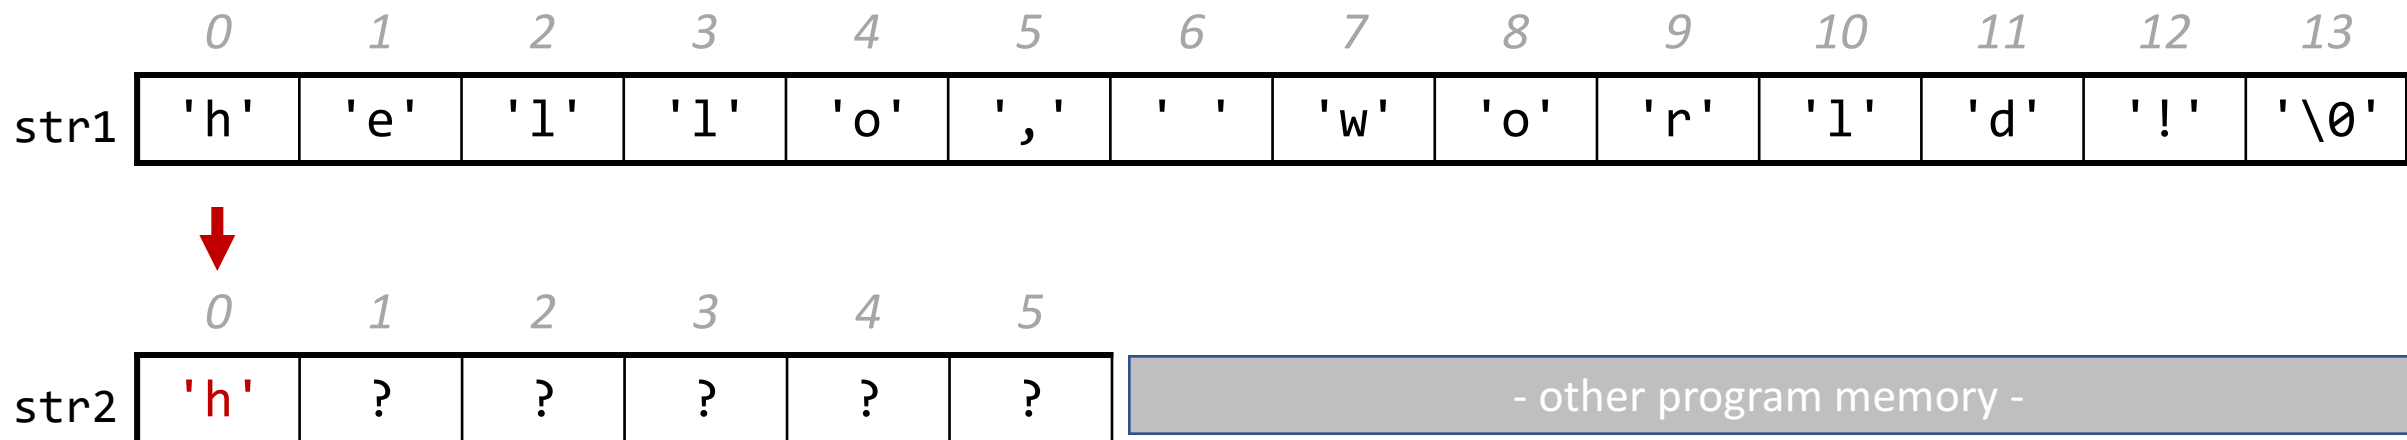 0 1 2 3 4 5 6 7 8 9 10 11 12 13
str1 'h' 'e' 'l' 'l' 'o' ',' ' ' 'w' 'o' 'r' 'l' 'd' '!' '\0'
0 1 2 3 4 5
str2 'h' ? ? ? ? ? - other program memory -